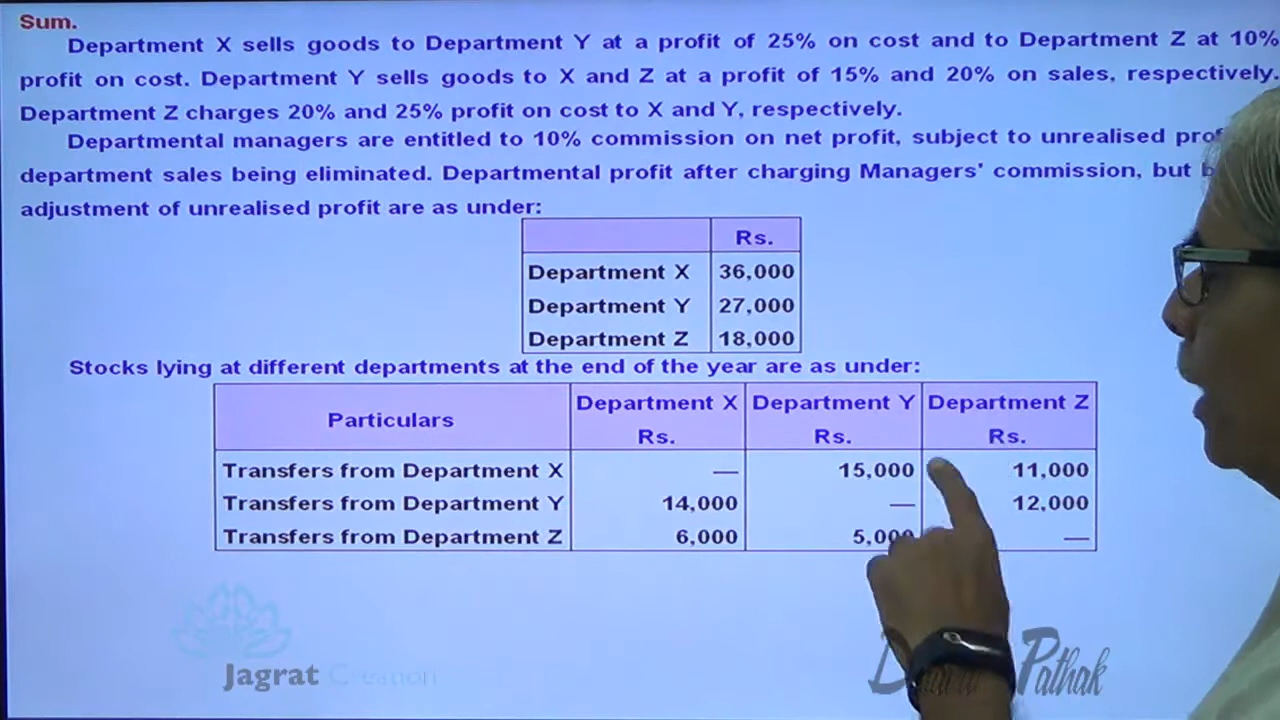 Sum.
Department X sells goods to Department Y at a profit of 25% on cost and to Department Z at 10%
profit on cost. Department Y sells goods to X and Z at a profit of 15% and 20% on sales, respectively.
Department Z charges 20% and 25% profit on cost to X and Y, respectively.
Departmental managers are entitled to 10% commission on net profit, subject to unrealised
department sales being eliminated. Departmental profit after charging Managers' commission, but
adjustment of unrealised profit are as under:
Rs.
Department X 36,000
Department Y 27,000
Department Z 18,000
Stocks lying at different departments at the end of the year are as under:
Particulars Department X Rs. Department Y Rs. Department Z Rs.
Transfers from Department X — 15,000 11,000
Transfers from Department Y 14,000 — 12,000
Transfers from Department Z 6,000 5,000 —
Jagrat Creation
Pathak